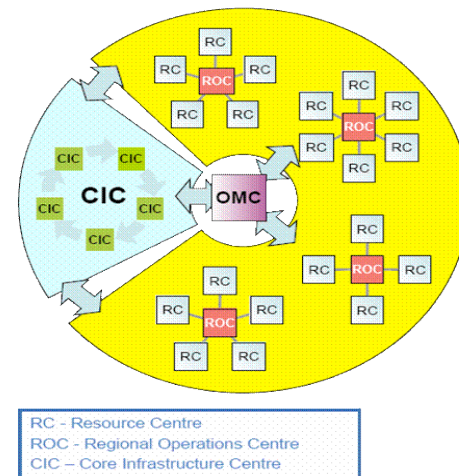 RC
RC RC
ROC
RC RC
RC
RC RC
ROC
RC RC
RC
CIC CIC
CIC
CIC CIC
CIC
OMC
RC
RC ROC RC
RC
RC
RC RC
ROC
RC RC
RC - Resource Centre
ROC - Regional Operations Centre
CIC – Core Infrastructure Centre